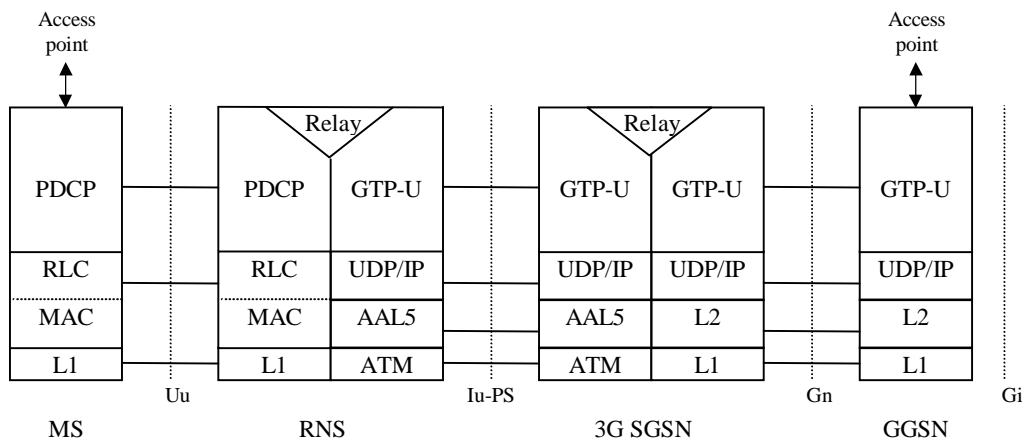 Access
point
Access
point
Relay
Relay
PDCP
PDCP
GTP-U
GTP-U
GTP-U
GTP-U
RLC
RLC
UDP/IP
UDP/IP
UDP/IP
UDP/IP
MAC
MAC
AAL5
AAL5
L2
L2
L1
L1
ATM
ATM
L1
L1
Uu
Iu-PS
Gn
Gi
MS
RNS
3G SGSN
GGSN